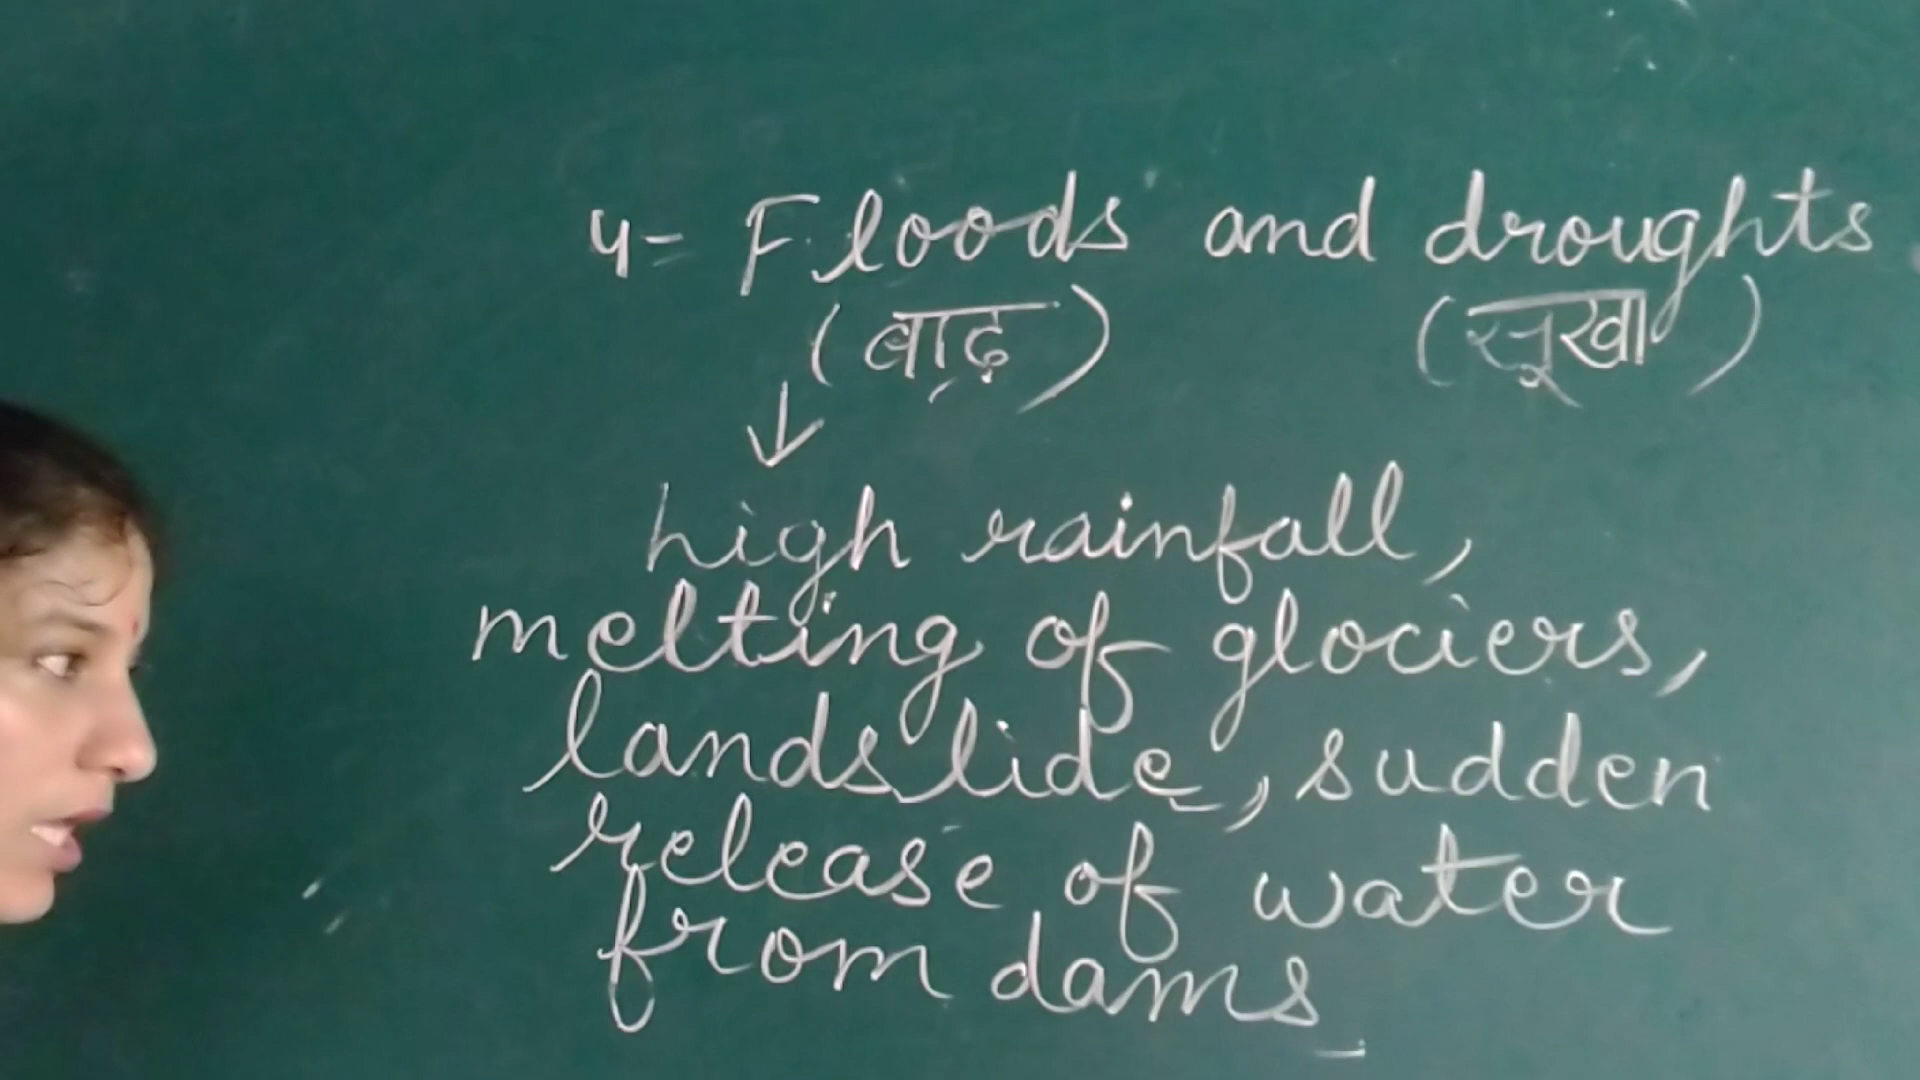 4- Floods and droughts
(बाढ़) (सूखा)
↓
high rainfall,
melting of glociers,
landslide, sudden
release of water
from dams